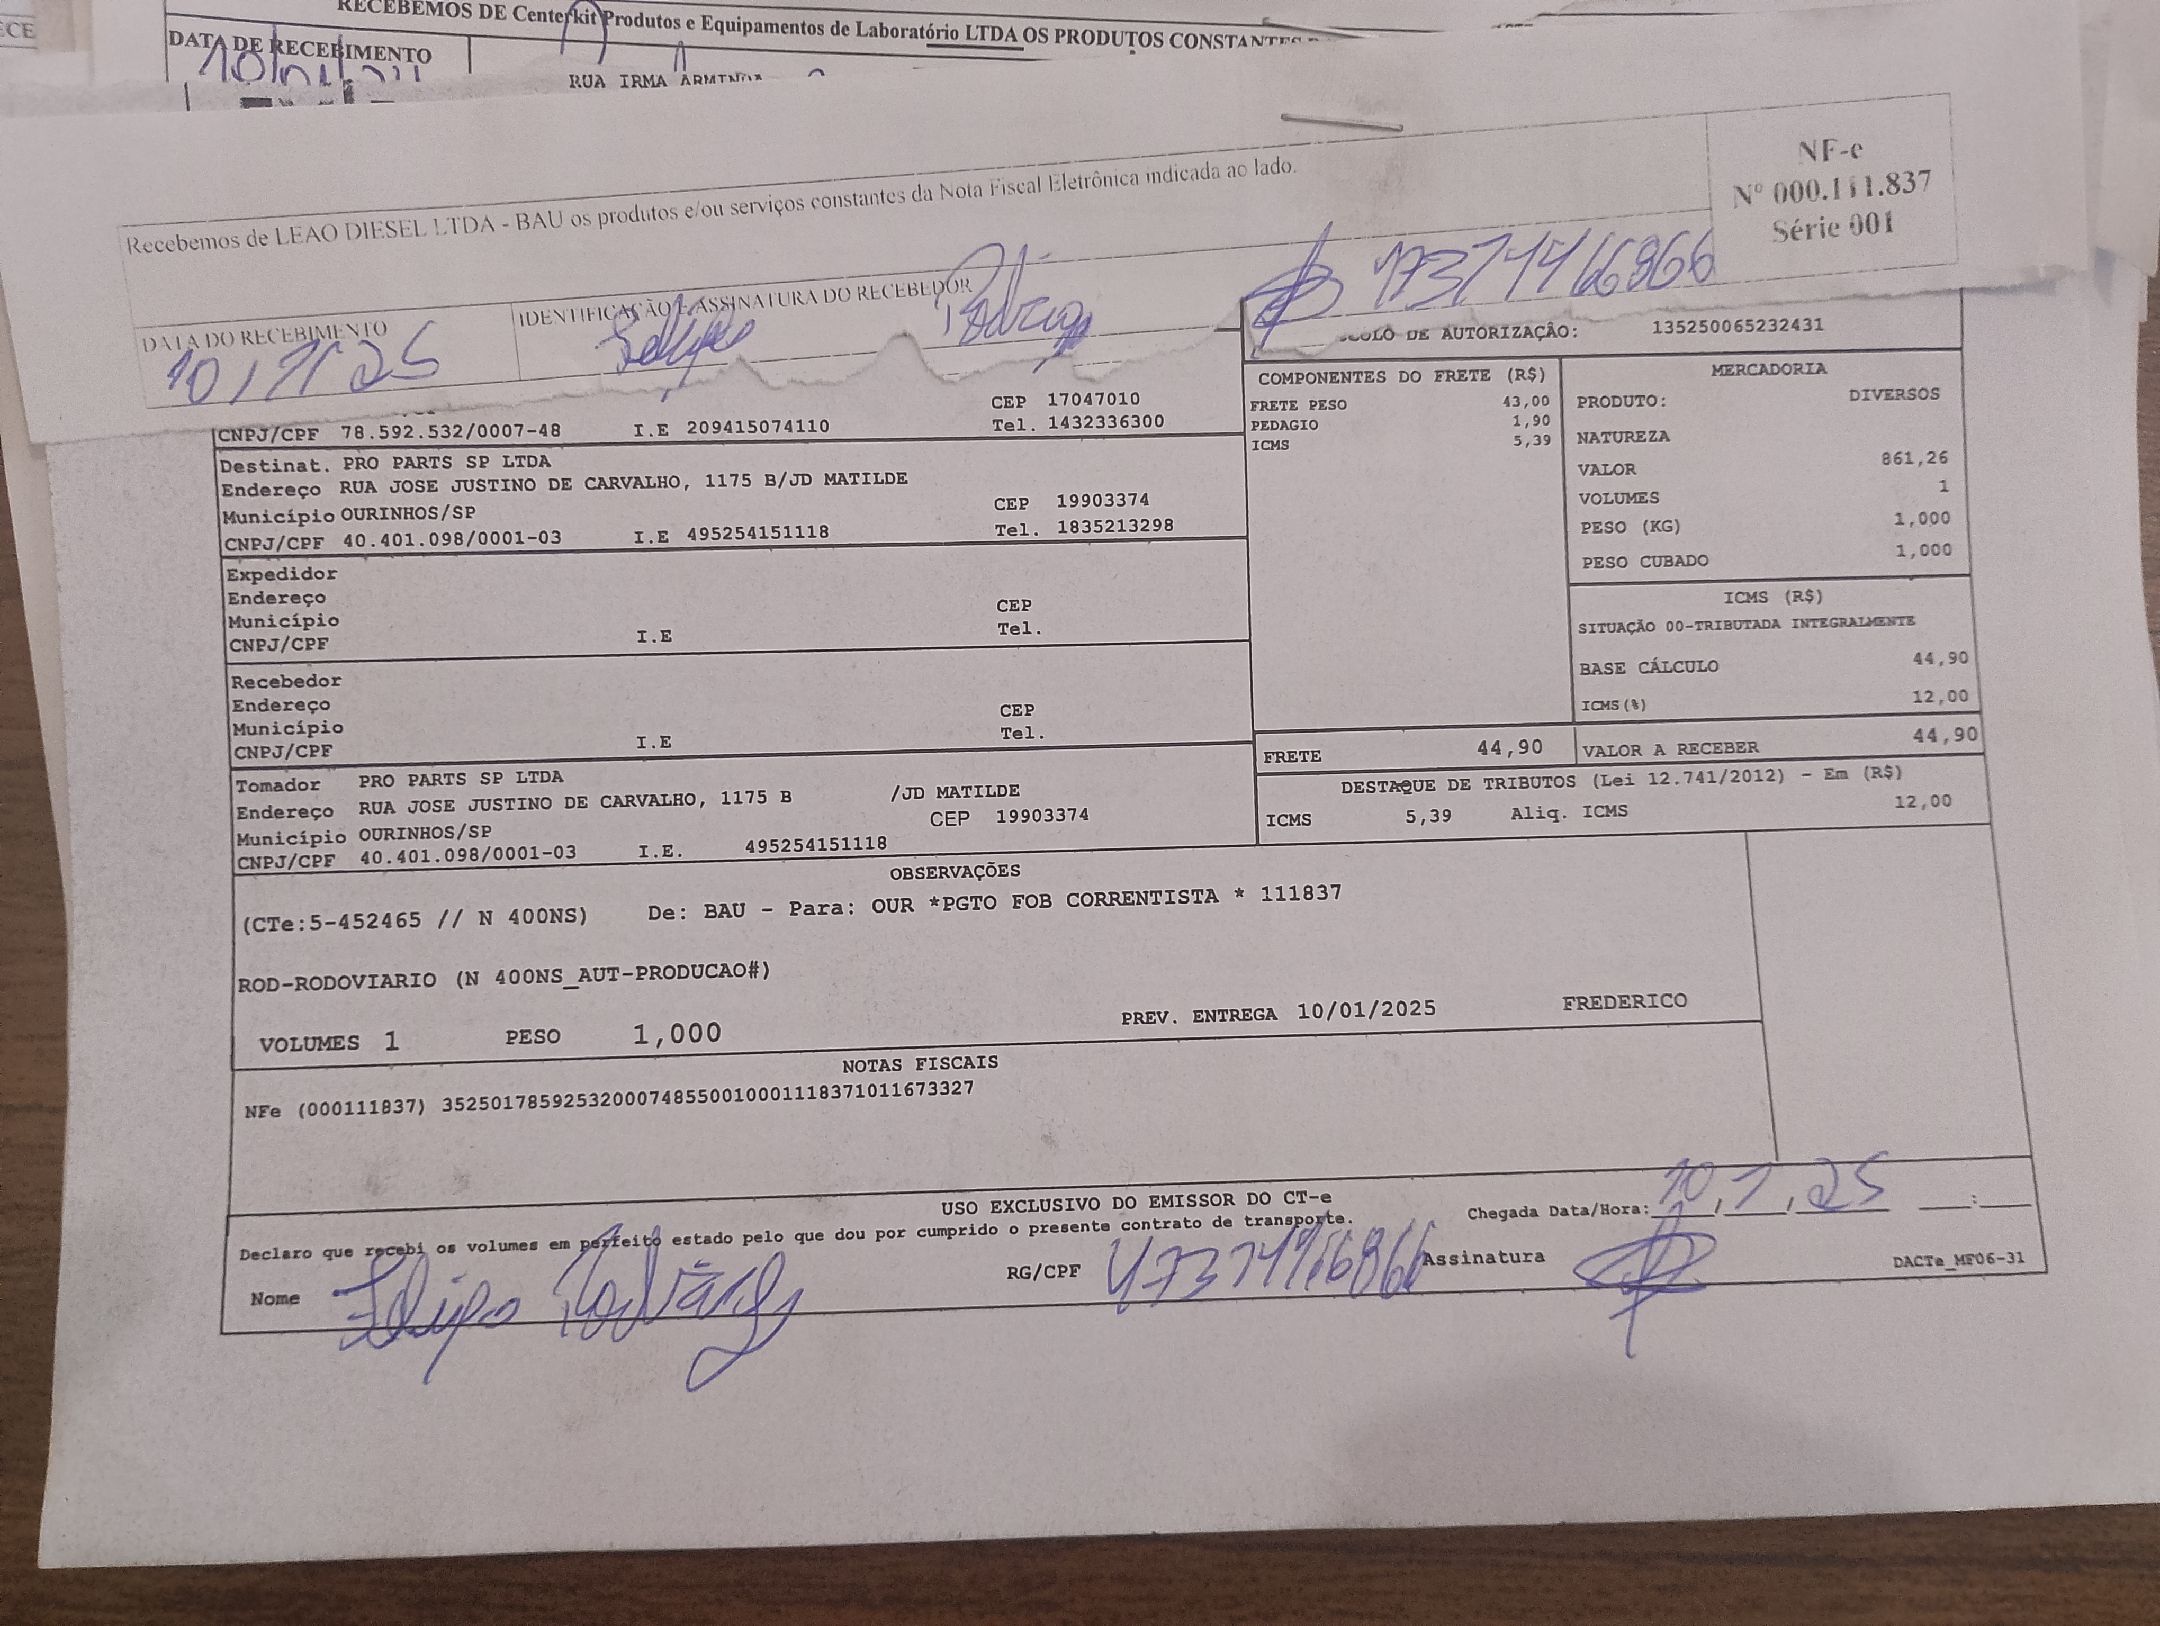 ECE
RECEBEMOS DE Centerkit Produtos e Equipamentos de Laboratório LTDA OS PRODUTOS CONSTANTES
DATA DE RECEBIMENTO
RUA IRMA ARMINDA
Recebemos de LEAO DIESEL LTDA - BAU os produtos e/ou serviços constantes da Nota Fiscal Eletrônica indicada ao lado.
NF-e
Nº 000.111.837
Série 001
DATA DO RECEBIMENTO
10/1/25
IDENTIFICAÇÃO E ASSINATURA DO RECEBEDOR
Felipe Rodrigo
DE AUTORIZAÇÃO: 135250065232431
CEP 17047010
CNPJ/CPF 78.592.532/0007-48 I.E 209415074110 Tel. 1432336300
Destinat. PRO PARTS SP LTDA
Endereço RUA JOSE JUSTINO DE CARVALHO, 1175 B/JD MATILDE
Município OURINHOS/SP CEP 19903374
CNPJ/CPF 40.401.098/0001-03 I.E 495254151118 Tel. 1835213298
Expedidor
Endereço
Município CEP
CNPJ/CPF I.E Tel.
Recebedor
Endereço
Município CEP
CNPJ/CPF I.E Tel.
Tomador PRO PARTS SP LTDA
Endereço RUA JOSE JUSTINO DE CARVALHO, 1175 B /JD MATILDE
Município OURINHOS/SP CEP 19903374
CNPJ/CPF 40.401.098/0001-03 I.E. 495254151118
COMPONENTES DO FRETE (R$)
FRETE PESO 43,00
PEDAGIO 1,90
ICMS 5,39
MERCADORIA
PRODUTO: DIVERSOS
NATUREZA
VALOR 861,26
VOLUMES 1
PESO (KG) 1,000
PESO CUBADO 1,000
ICMS (R$)
SITUAÇÃO 00-TRIBUTADA INTEGRALMENTE
BASE CÁLCULO 44,90
ICMS(%) 12,00
FRETE 44,90 VALOR A RECEBER 44,90
DESTAQUE DE TRIBUTOS (Lei 12.741/2012) - Em (R$)
ICMS 5,39 Aliq. ICMS 12,00
OBSERVAÇÕES
(CTe:5-452465 // N 400NS) De: BAU - Para: OUR *PGTO FOB CORRENTISTA * 111837
ROD-RODOVIARIO (N 400NS_AUT-PRODUCAO#)
VOLUMES 1 PESO 1,000 PREV. ENTREGA 10/01/2025 FREDERICO
NOTAS FISCAIS
NFe (000111837) 35250178592532000748550010001118371011673327
USO EXCLUSIVO DO EMISSOR DO CT-e
Declaro que recebi os volumes em perfeito estado pelo que dou por cumprido o presente contrato de transporte.
Chegada Data/Hora: 10,1,25 :
Nome Felipe Rodrigo RG/CPF Assinatura
DACTe_MF06-31